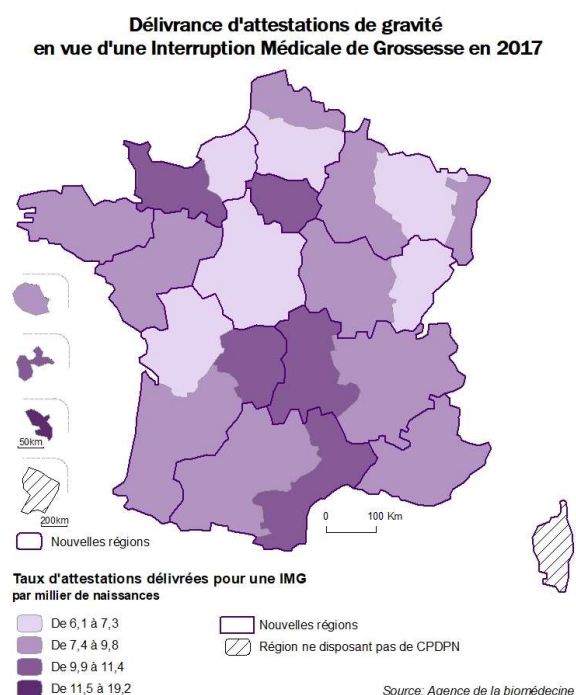 Délivrance d'attestations de gravité
en vue d'une Interruption Médicale de Grossesse en 2017
50km
200km
0 100 Km
Nouvelles régions
Taux d'attestations délivrées pour une IMG
par millier de naissances
De 6,1 à 7,3
De 7,4 à 9,8
De 9,9 à 11,4
De 11,5 à 19,2
Nouvelles régions
Région ne disposant pas de CPDPN
Source: Agence de la biomédecine